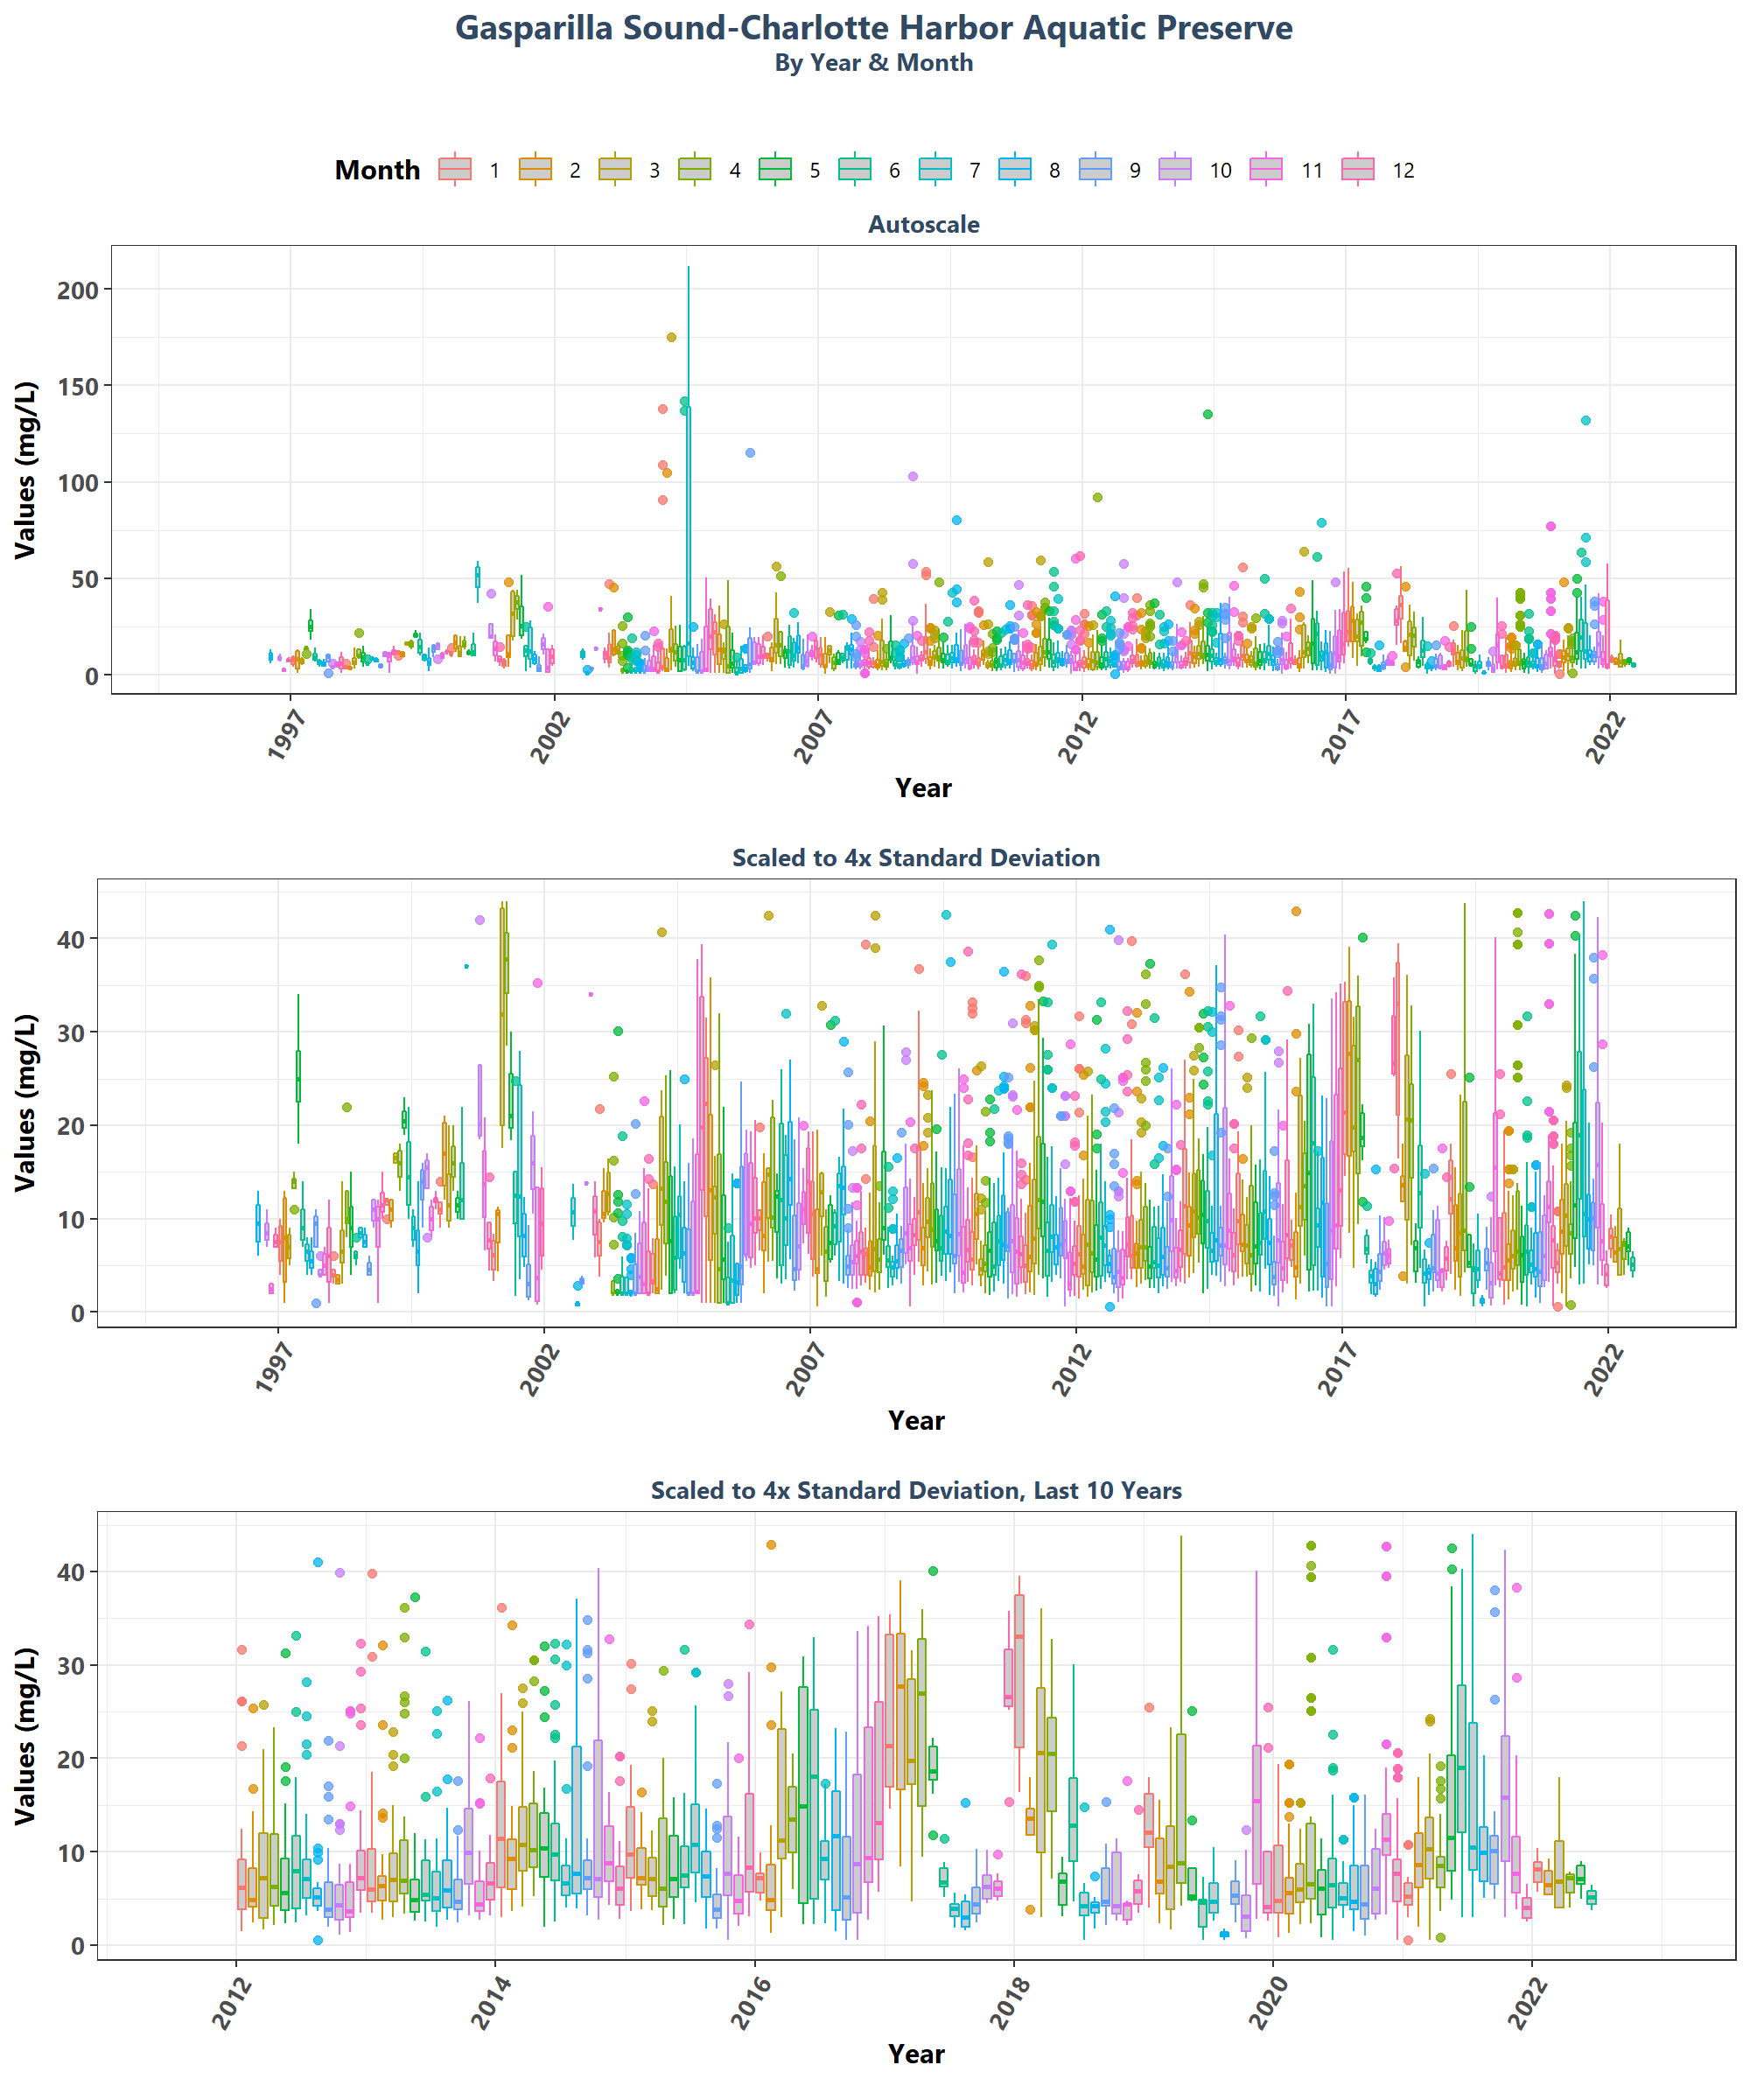 Gasparilla Sound-Charlotte Harbor Aquatic Preserve
By Year & Month
Month 1 2 3 4 5 6 7 8 9 10 11 12
Autoscale
Values (mg/L)
200
150
100
50
0
1997 2002 2007 2012 2017 2022
Year
Scaled to 4x Standard Deviation
Values (mg/L)
40
30
20
10
0
1997 2002 2007 2012 2017 2022
Year
Scaled to 4x Standard Deviation, Last 10 Years
Values (mg/L)
40
30
20
10
0
2012 2014 2016 2018 2020 2022
Year